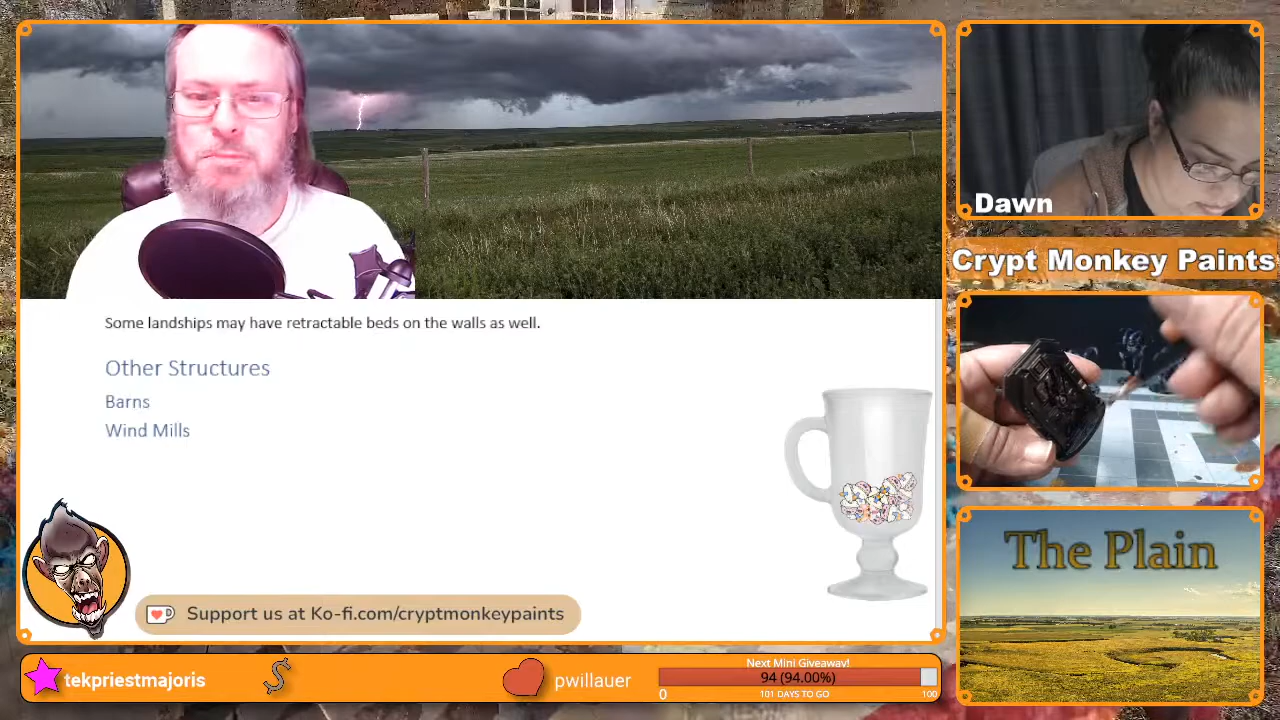 Dawn
Crypt Monkey Paints
Some landships may have retractable beds on the walls as well.
Other Structures
Barns
Wind Mills
The Plain
Support us at Ko-fi.com/cryptmonkeypaints
tekpriestmajoris
pwillauer
Next Mini Giveaway!
94 (94.00%)
0
101 DAYS TO GO
100